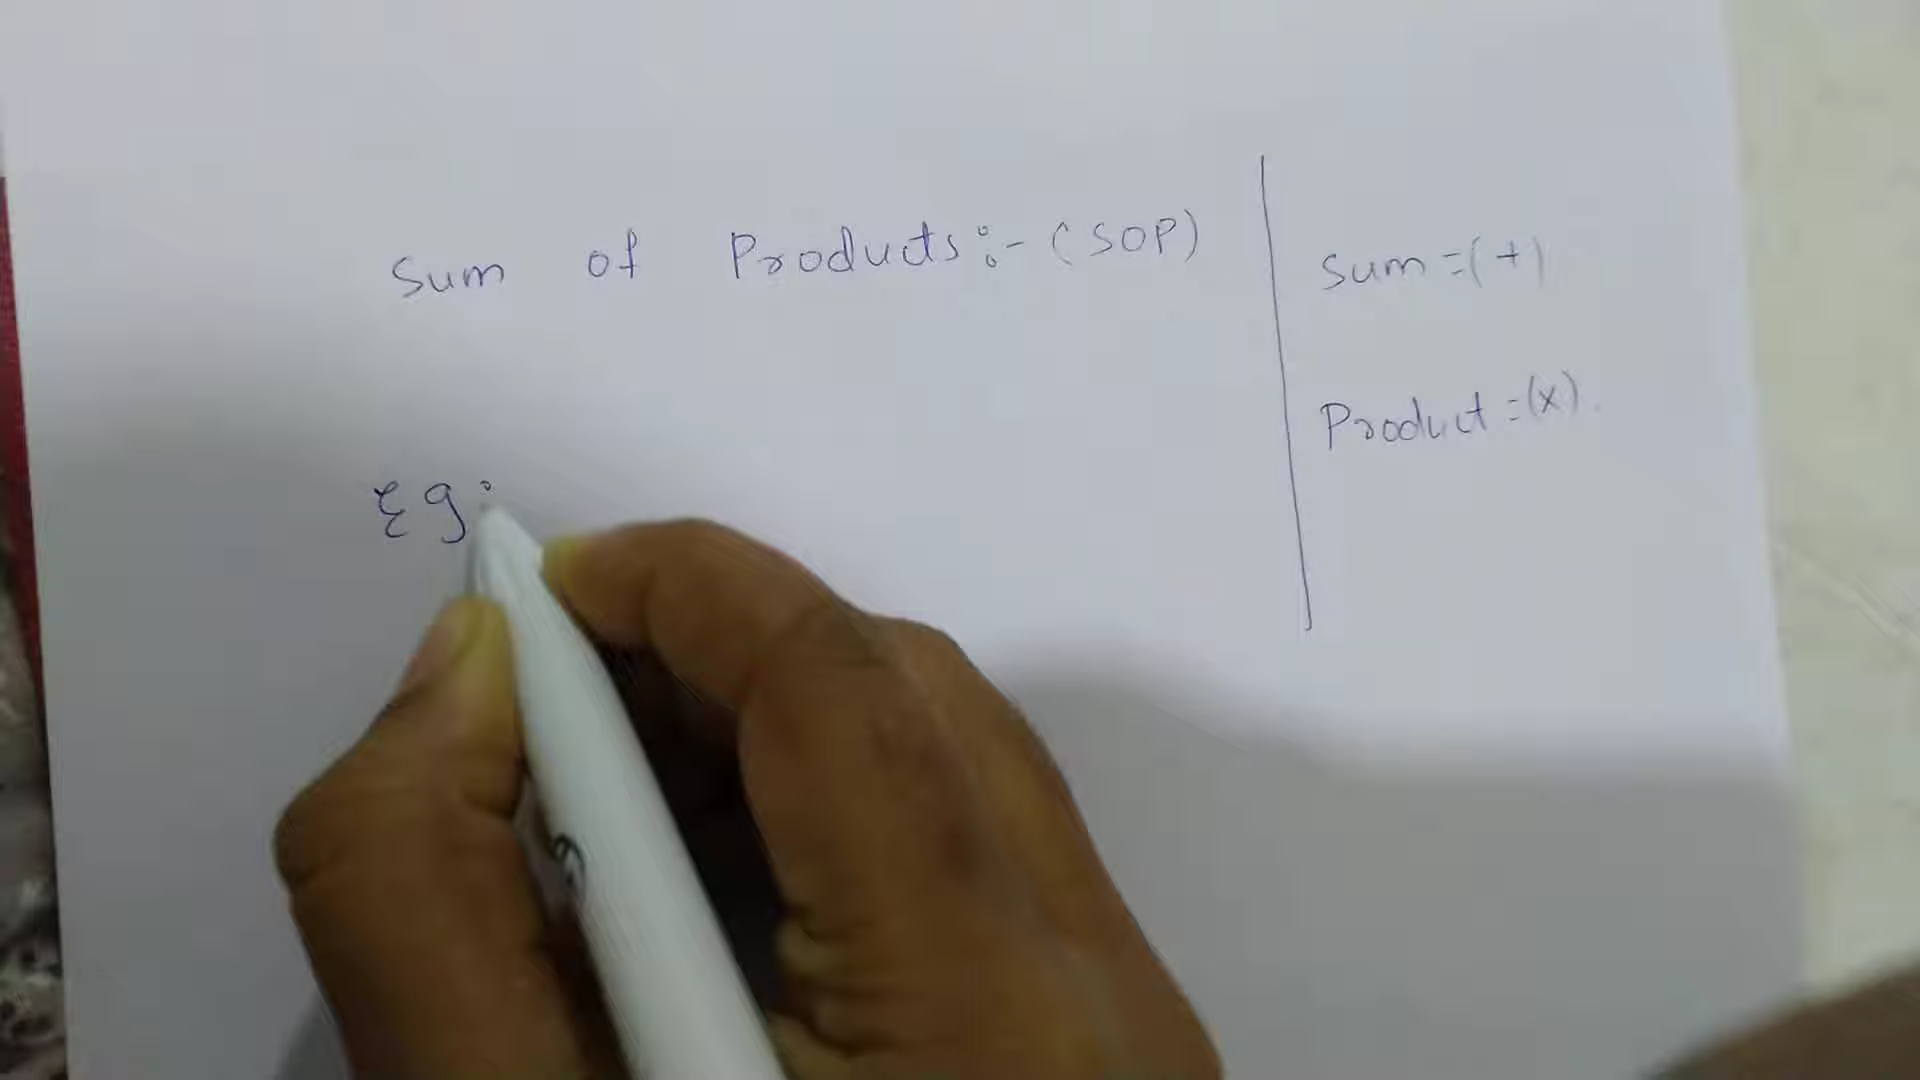 Sum of Products:- (SOP)
Sum = (+)
Product = (x).
Eg: